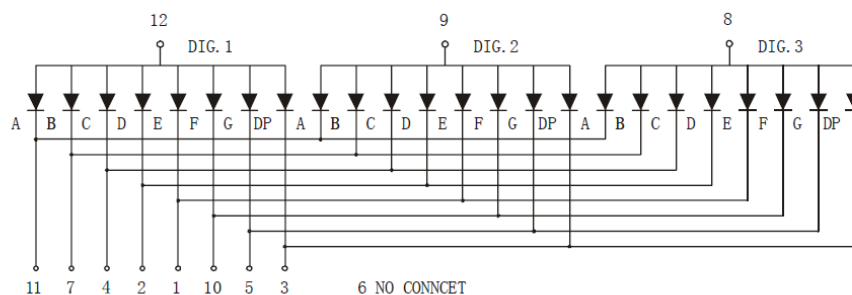 12 9 8
DIG.1 DIG.2 DIG.3
A B C D E F G DP A B C D E F G DP A B C D E F G DP
11 7 4 2 1 10 5 3 6 NO CONNCET